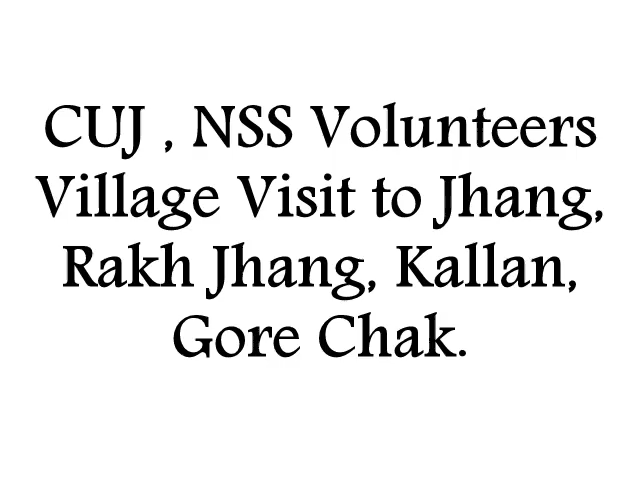 CUJ , NSS Volunteers
Village Visit to Jhang,
Rakh Jhang, Kallan,
Gore Chak.